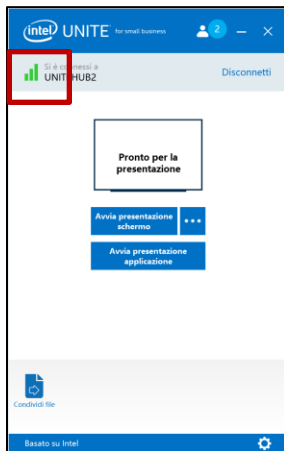 intel UNITE for small business 2
Si è connessi a
UNITEHUB2
Disconnetti
Pronto per la
presentazione
Avvia presentazione
schermo
Avvia presentazione
applicazione
Condividi file
Basato su Intel